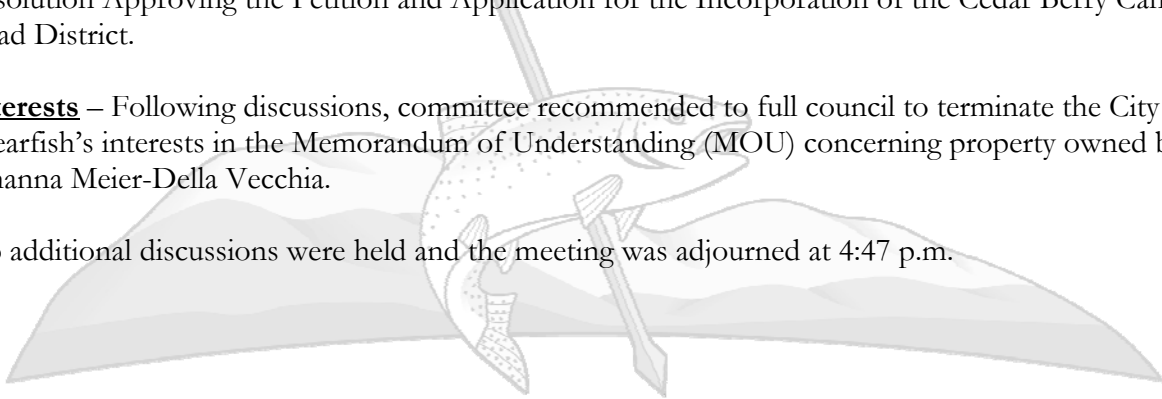 solution Approving the Petition and Application for the Incorporation of the Cedar Berry Can
ad District.
terests – Following discussions, committee recommended to full council to terminate the City
earfish's interests in the Memorandum of Understanding (MOU) concerning property owned b
hanna Meier-Della Vecchia.
o additional discussions were held and the meeting was adjourned at 4:47 p.m.